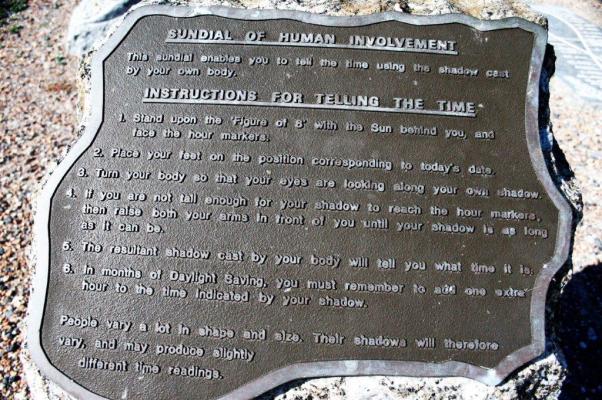 SUNDIAL OF HUMAN INVOLVEMENT
This sundial enables you to tell the time using the shadow cast
by your own body.
INSTRUCTIONS FOR TELLING THE TIME
1. Stand upon the 'Figure of 8' with the Sun behind you, and
face the hour markers.
2. Place your feet on the position corresponding to today's date.
3. Turn your body so that your eyes are looking along your own shadow.
4. If you are not tall enough for your shadow to reach the hour markers,
then raise both your arms in front of you until your shadow is as long
as it can be.
5. The resultant shadow cast by your body will tell you what time it is.
6. In months of Daylight Saving, you must remember to add one extra
hour to the time indicated by your shadow.
People vary a lot in shape and size. Their shadows will therefore
vary, and may produce slightly
different time readings.